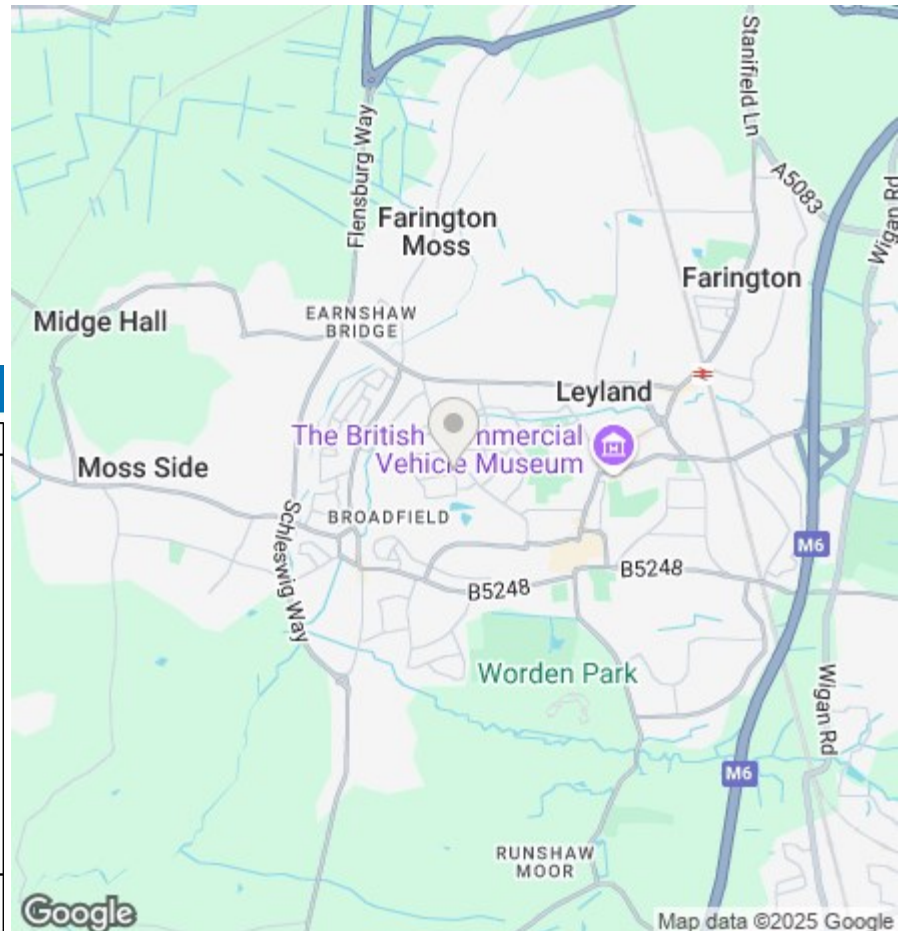 Stanifield Ln
A5083
Wigan Rd
Flensburg Way
Farington
Moss
Farington
EARNSHAW
BRIDGE
Midge Hall
Leyland
The British
mmercial
Vehicle Museum
Moss Side
BROADFIELD
Schleswig Way
M6
B5248
B5248
Worden Park
Wigan Rd
M6
RUNSHAW
MOOR
Google
Map data ©2025 Google